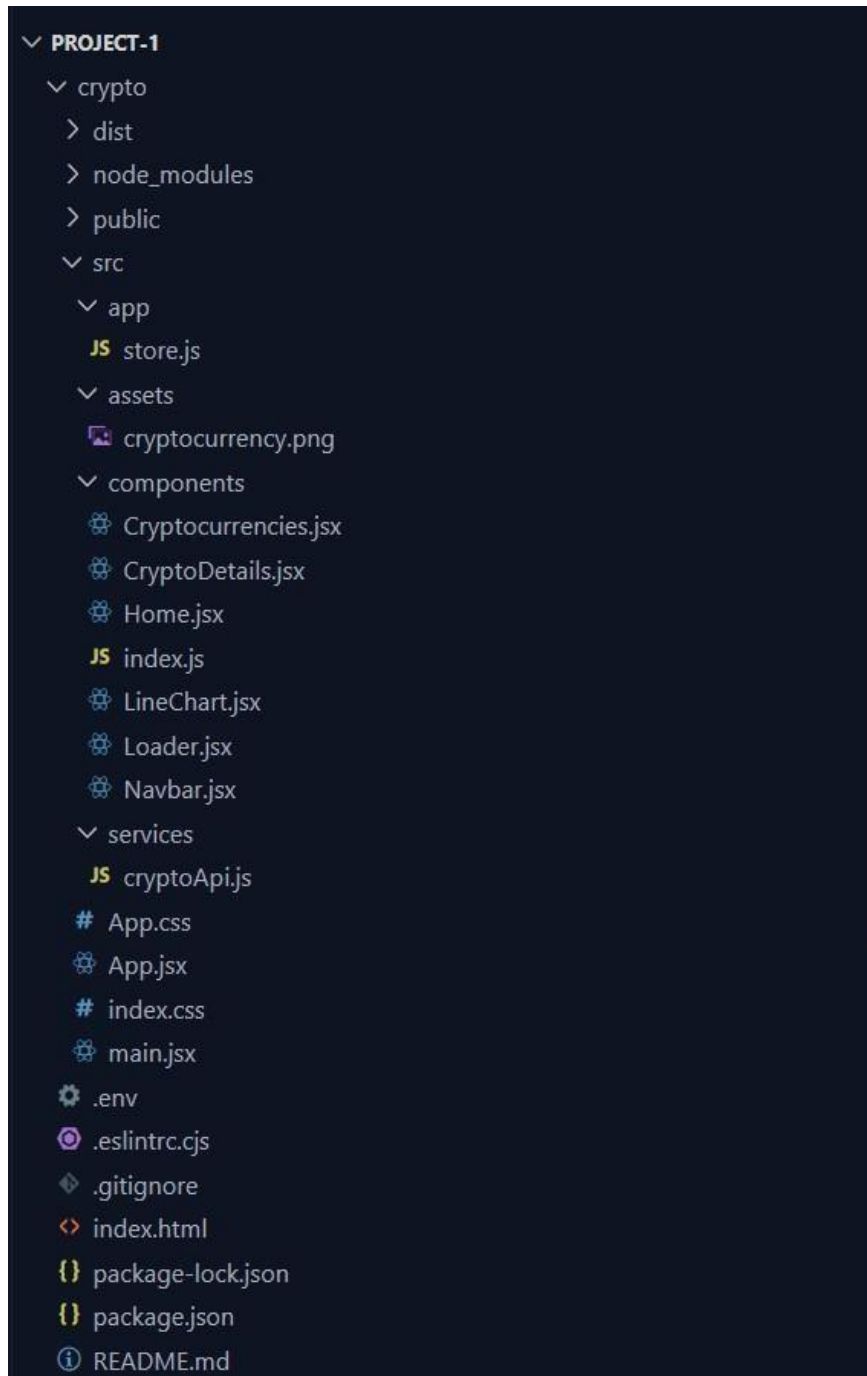 PROJECT-1
crypto
dist
node_modules
public
src
app
JS store.js
assets
cryptocurrency.png
components
Cryptocurrencies.jsx
CryptoDetails.jsx
Home.jsx
JS index.js
LineChart.jsx
Loader.jsx
Navbar.jsx
services
JS cryptoApi.js
# App.css
App.jsx
# index.css
main.jsx
.env
.eslintrc.cjs
.gitignore
<> index.html
{} package-lock.json
{} package.json
README.md